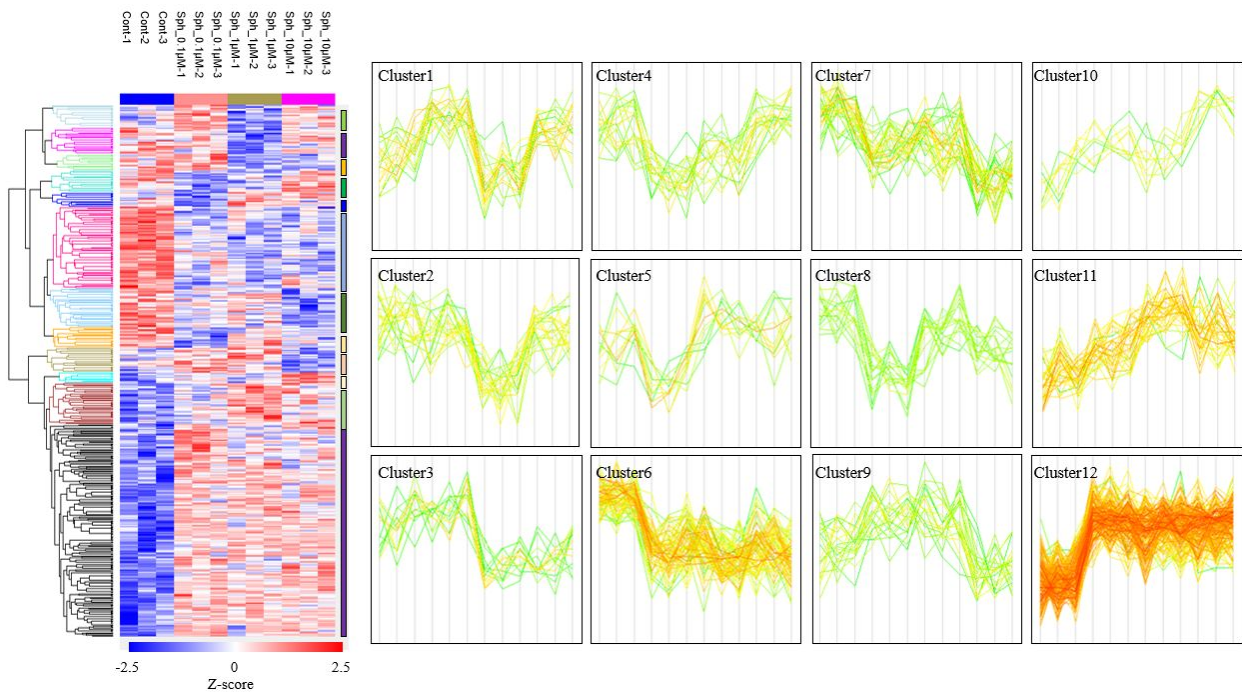 Cont-1
Cont-2
Cont-3
Sph_0.1μM-1
Sph_0.1μM-2
Sph_0.1μM-3
Sph_1μM-1
Sph_1μM-2
Sph_1μM-3
Sph_10μM-1
Sph_10μM-2
Sph_10μM-3
Cluster1
Cluster4
Cluster7
Cluster10
Cluster2
Cluster5
Cluster8
Cluster11
Cluster3
Cluster6
Cluster9
Cluster12
-2.5
0
2.5
Z-score